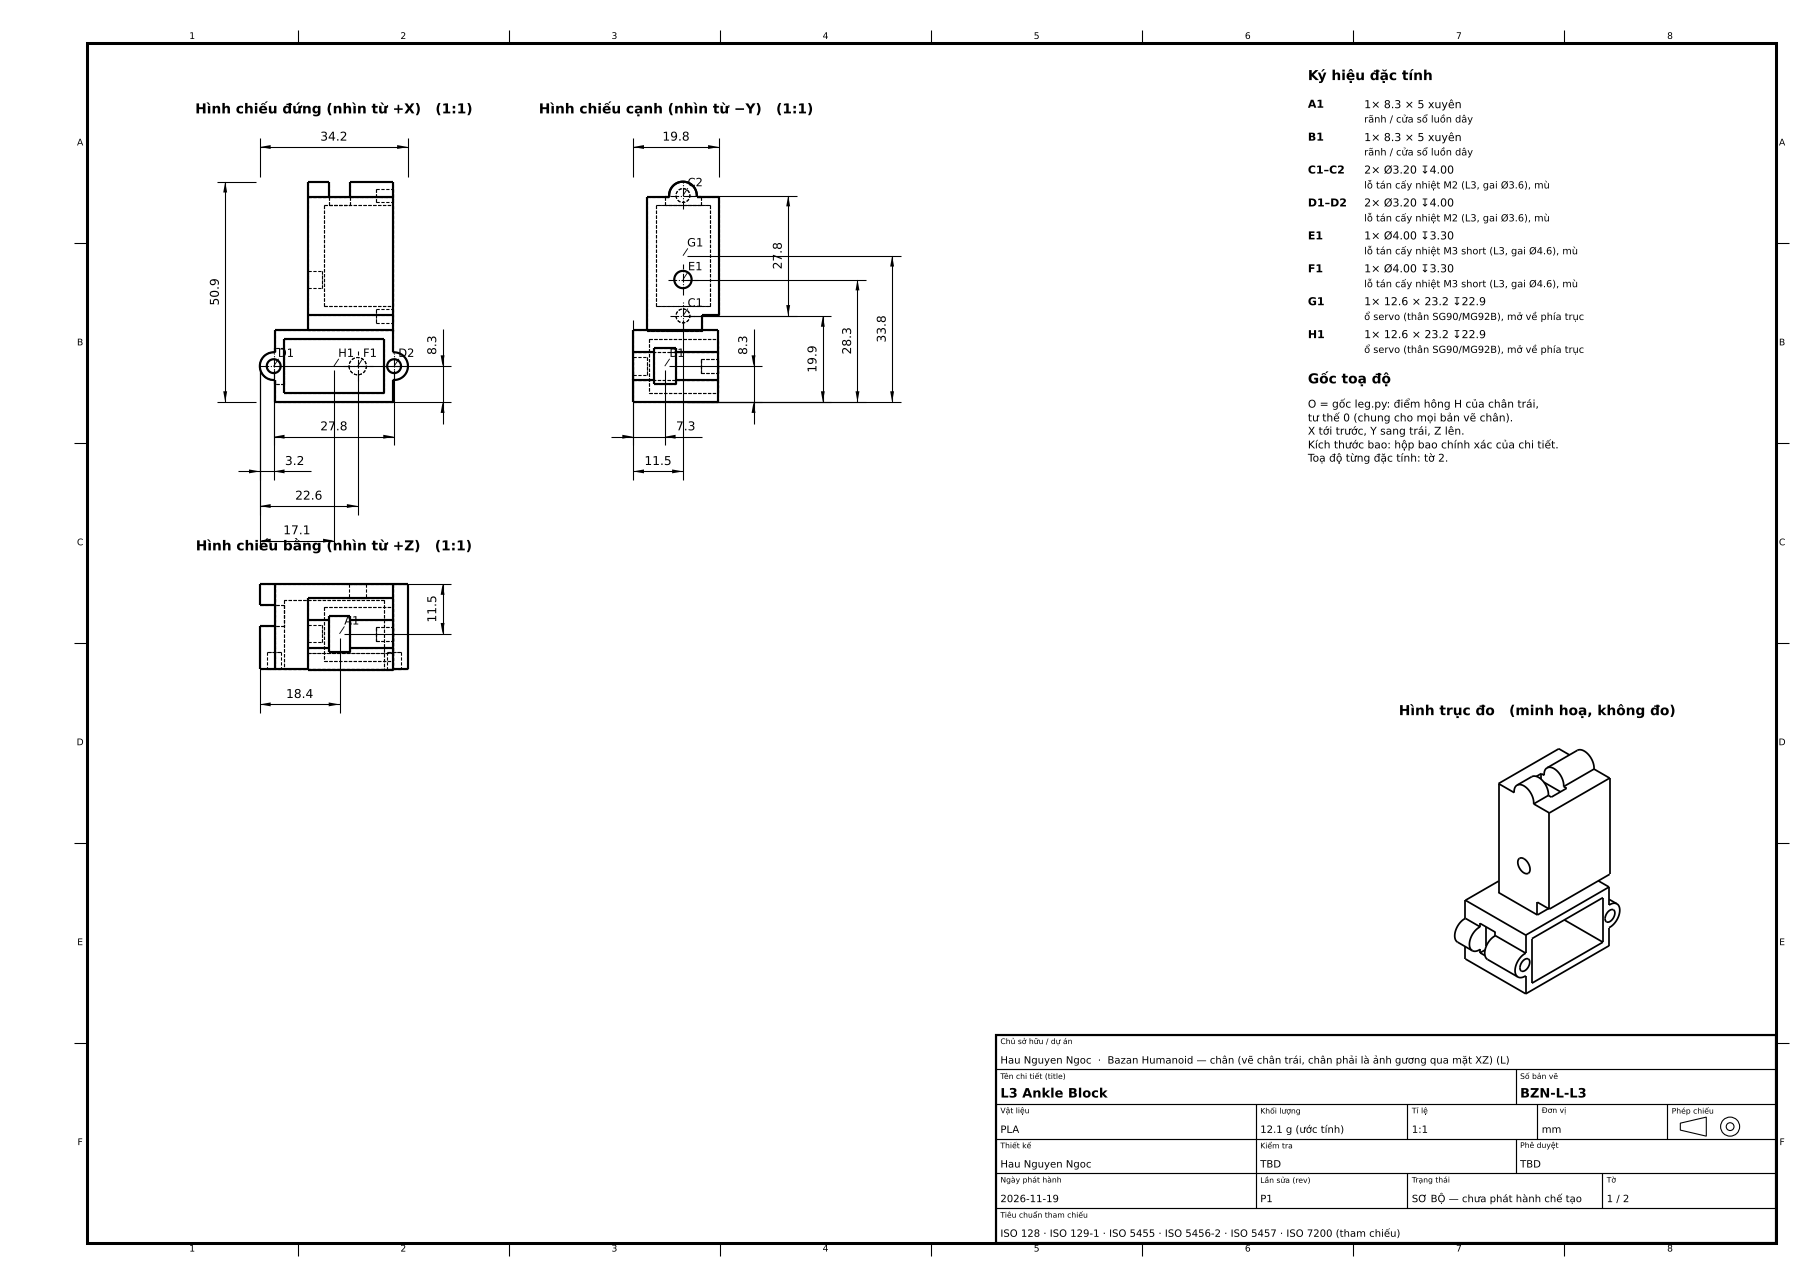 1 2 3 4 5 6 7 8
Ký hiệu đặc tính
A1 1× 8.3 × 5 xuyên
rãnh / cửa sổ luồn dây
B1 1× 8.3 × 5 xuyên
rãnh / cửa sổ luồn dây
C1–C2 2× Ø3.20 ↧4.00
lỗ tán cấy nhiệt M2 (L3, gai Ø3.6), mù
D1–D2 2× Ø3.20 ↧4.00
lỗ tán cấy nhiệt M2 (L3, gai Ø3.6), mù
E1 1× Ø4.00 ↧3.30
lỗ tán cấy nhiệt M3 short (L3, gai Ø4.6), mù
F1 1× Ø4.00 ↧3.30
lỗ tán cấy nhiệt M3 short (L3, gai Ø4.6), mù
G1 1× 12.6 × 23.2 ↧22.9
ổ servo (thân SG90/MG92B), mở về phía trục
H1 1× 12.6 × 23.2 ↧22.9
ổ servo (thân SG90/MG92B), mở về phía trục
Gốc toạ độ
O = gốc leg.py: điểm hông H của chân trái,
tư thế 0 (chung cho mọi bản vẽ chân).
X tới trước, Y sang trái, Z lên.
Kích thước bao: hộp bao chính xác của chi tiết.
Toạ độ từng đặc tính: tờ 2.
Hình chiếu đứng (nhìn từ +X) (1:1)
34.2
50.9
D1 H1 F1 D2
8.3
27.8
3.2
22.6
17.1
Hình chiếu cạnh (nhìn từ −Y) (1:1)
19.8
C2
G1
E1
C1
B1
27.8
8.3
19.9
28.3
33.8
7.3
11.5
Hình chiếu bằng (nhìn từ +Z) (1:1)
A1
11.5
18.4
Hình trục đo (minh hoạ, không đo)
A A
B B
C C
D D
E E
F F
Chủ sở hữu / dự án
Hau Nguyen Ngoc · Bazan Humanoid — chân (vẽ chân trái, chân phải là ảnh gương qua mặt XZ) (L)
Tên chi tiết (title) Số bản vẽ
L3 Ankle Block BZN-L-L3
Vật liệu Khối lượng Tỉ lệ Đơn vị Phép chiếu
PLA 12.1 g (ước tính) 1:1 mm
Thiết kế Kiểm tra Phê duyệt
Hau Nguyen Ngoc TBD TBD
Ngày phát hành Lần sửa (rev) Trạng thái Tờ
2026-11-19 P1 SƠ BỘ — chưa phát hành chế tạo 1 / 2
Tiêu chuẩn tham chiếu
ISO 128 · ISO 129-1 · ISO 5455 · ISO 5456-2 · ISO 5457 · ISO 7200 (tham chiếu)
1 2 3 4 5 6 7 8